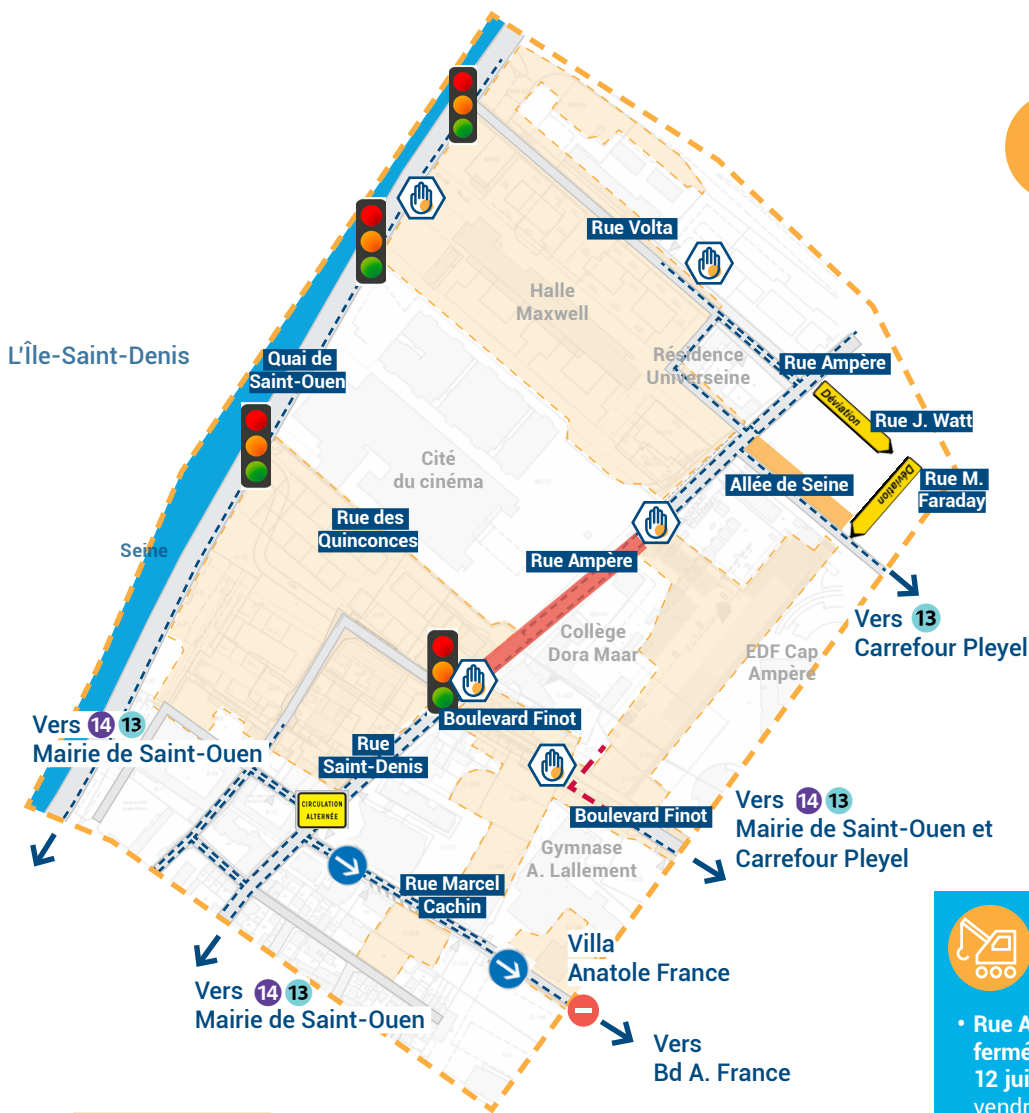 Rue Volta
Halle
Maxwell
L'Île-Saint-Denis
Quai de
Saint-Ouen
Résidence
Universeine
Rue Ampère
Déviation
Rue J. Watt
Cité
du cinéma
Allée de Seine
Déviation
Rue M.
Faraday
Rue des
Quinconces
Seine
Rue Ampère
Vers 13
Carrefour Pleyel
Collège
Dora Maar
EDF Cap
Ampère
Vers 14 13
Mairie de Saint-Ouen
Boulevard Finot
Rue
Saint-Denis
CIRCULATION
ALTERNÉE
Boulevard Finot
Vers 14 13
Mairie de Saint-Ouen et
Carrefour Pleyel
Gymnase
A. Lallement
Rue Marcel
Cachin
Villa
Anatole France
Vers 14 13
Mairie de Saint-Ouen
Vers
Bd A. France
• Rue A
fermé
12 jui
vendr